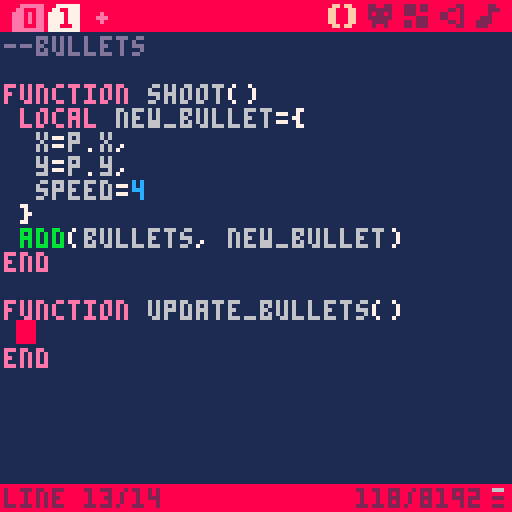 0 1 +
--BULLETS
FUNCTION SHOOT()
LOCAL NEW_BULLET={
X=P.X,
Y=P.Y,
SPEED=4
}
ADD(BULLETS, NEW_BULLET)
END
FUNCTION UPDATE_BULLETS()
END
LINE 13/14 118/8192